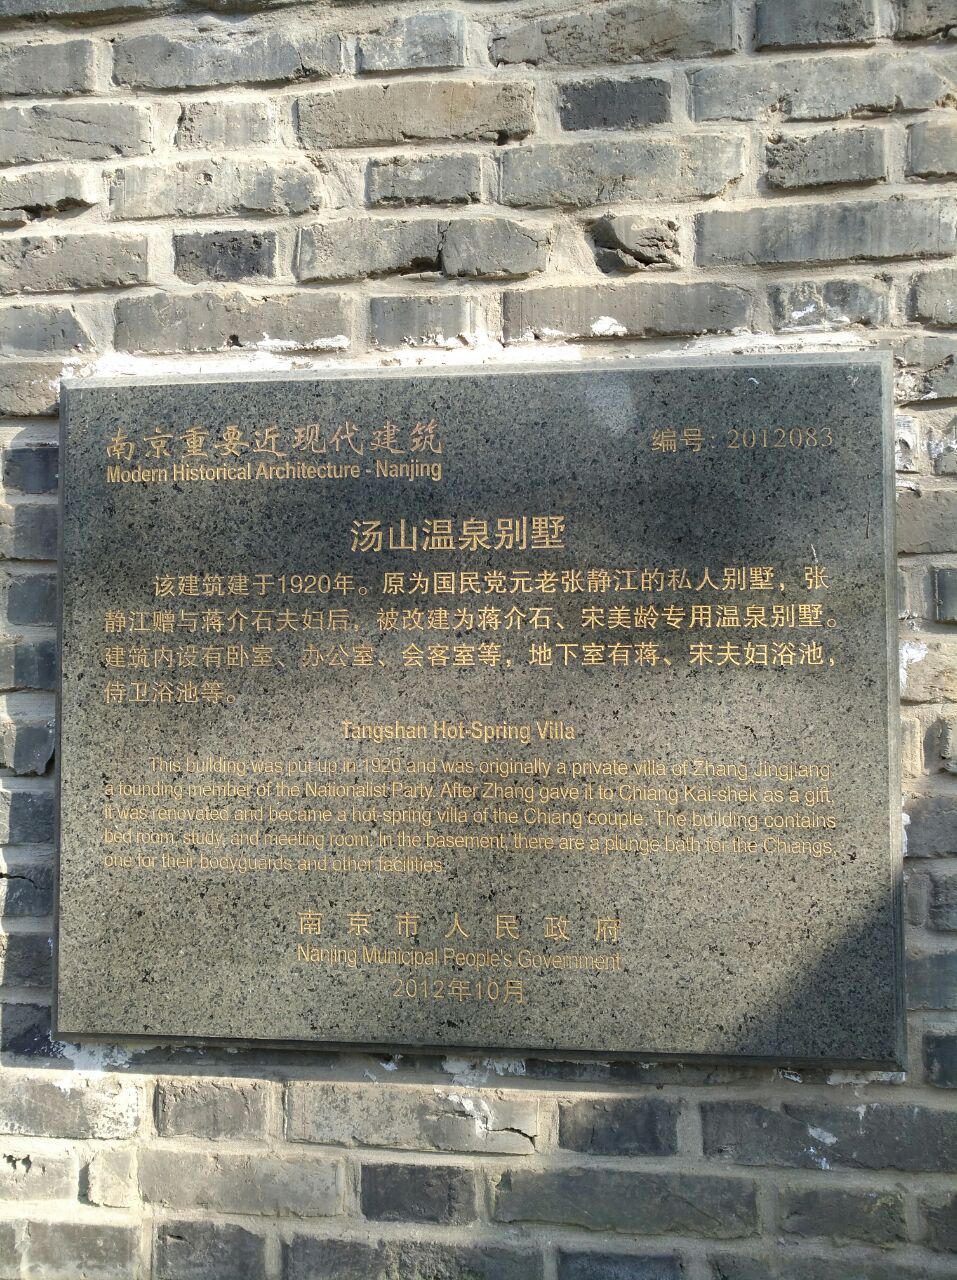 南京重要近现代建筑
编号: 2012083
Modern Historical Architecture - Nanjing
汤山温泉别墅
该建筑建于1920年。原为国民党元老张静江的私人别墅，张
静江赠与蒋介石夫妇后，被改建为蒋介石、宋美龄专用温泉别墅。
建筑内设有卧室、办公室、会客室等，地下室有蒋、宋夫妇浴池，
侍卫浴池等。
Tangshan Hot-Spring Villa
This building was put up in 1920 and was originally a private villa of Zhang Jingjiang,
a founding member of the Nationalist Party. After Zhang gave it to Chiang Kai-shek as a gift,
it was renovated and became a hot-spring villa of the Chiang couple. The building contains
bed room, study, and meeting room. In the basement, there are a plunge bath for the Chiangs,
one for their bodyguards and other facilities.
南京市人民政府
Nanjing Municipal People's Government
2012年10月